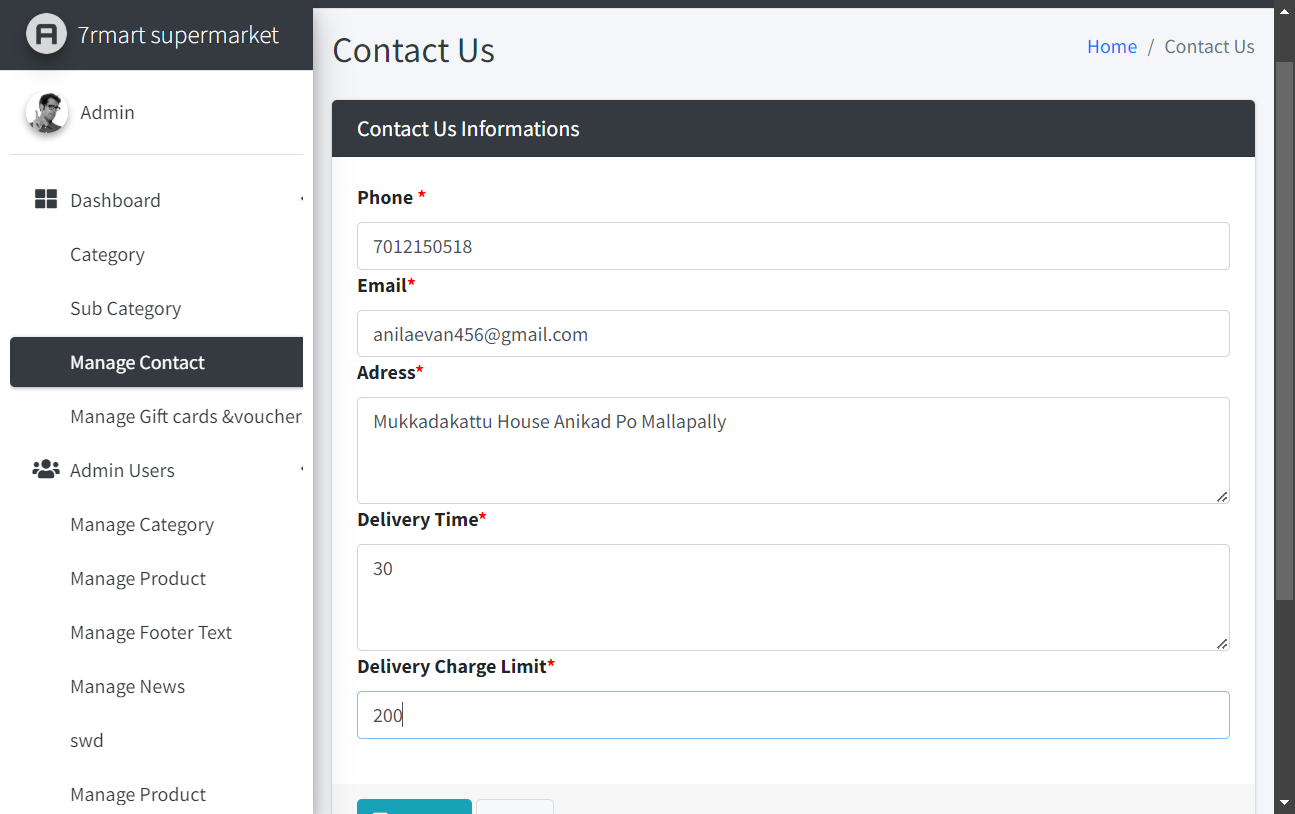 7rmart supermarket
Admin
Dashboard
Category
Sub Category
Manage Contact
Manage Gift cards &voucher
Admin Users
Manage Category
Manage Product
Manage Footer Text
Manage News
swd
Manage Product
Contact Us
Home / Contact Us
Contact Us Informations
Phone *
7012150518
Email*
anilaevan456@gmail.com
Adress*
Mukkadakattu House Anikad Po Mallapally
Delivery Time*
30
Delivery Charge Limit*
200